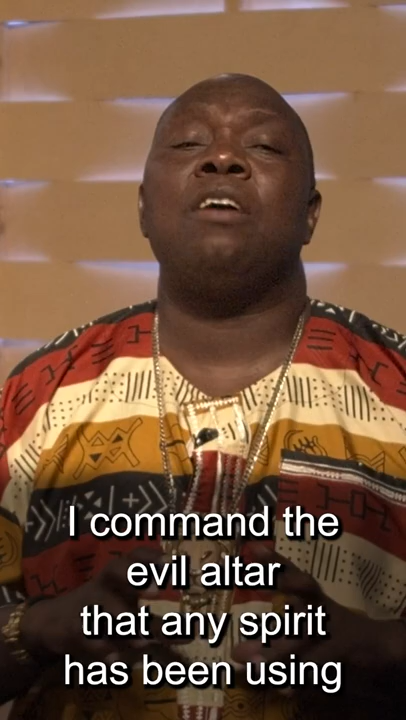 I command the
evil altar
that any spirit
has been using